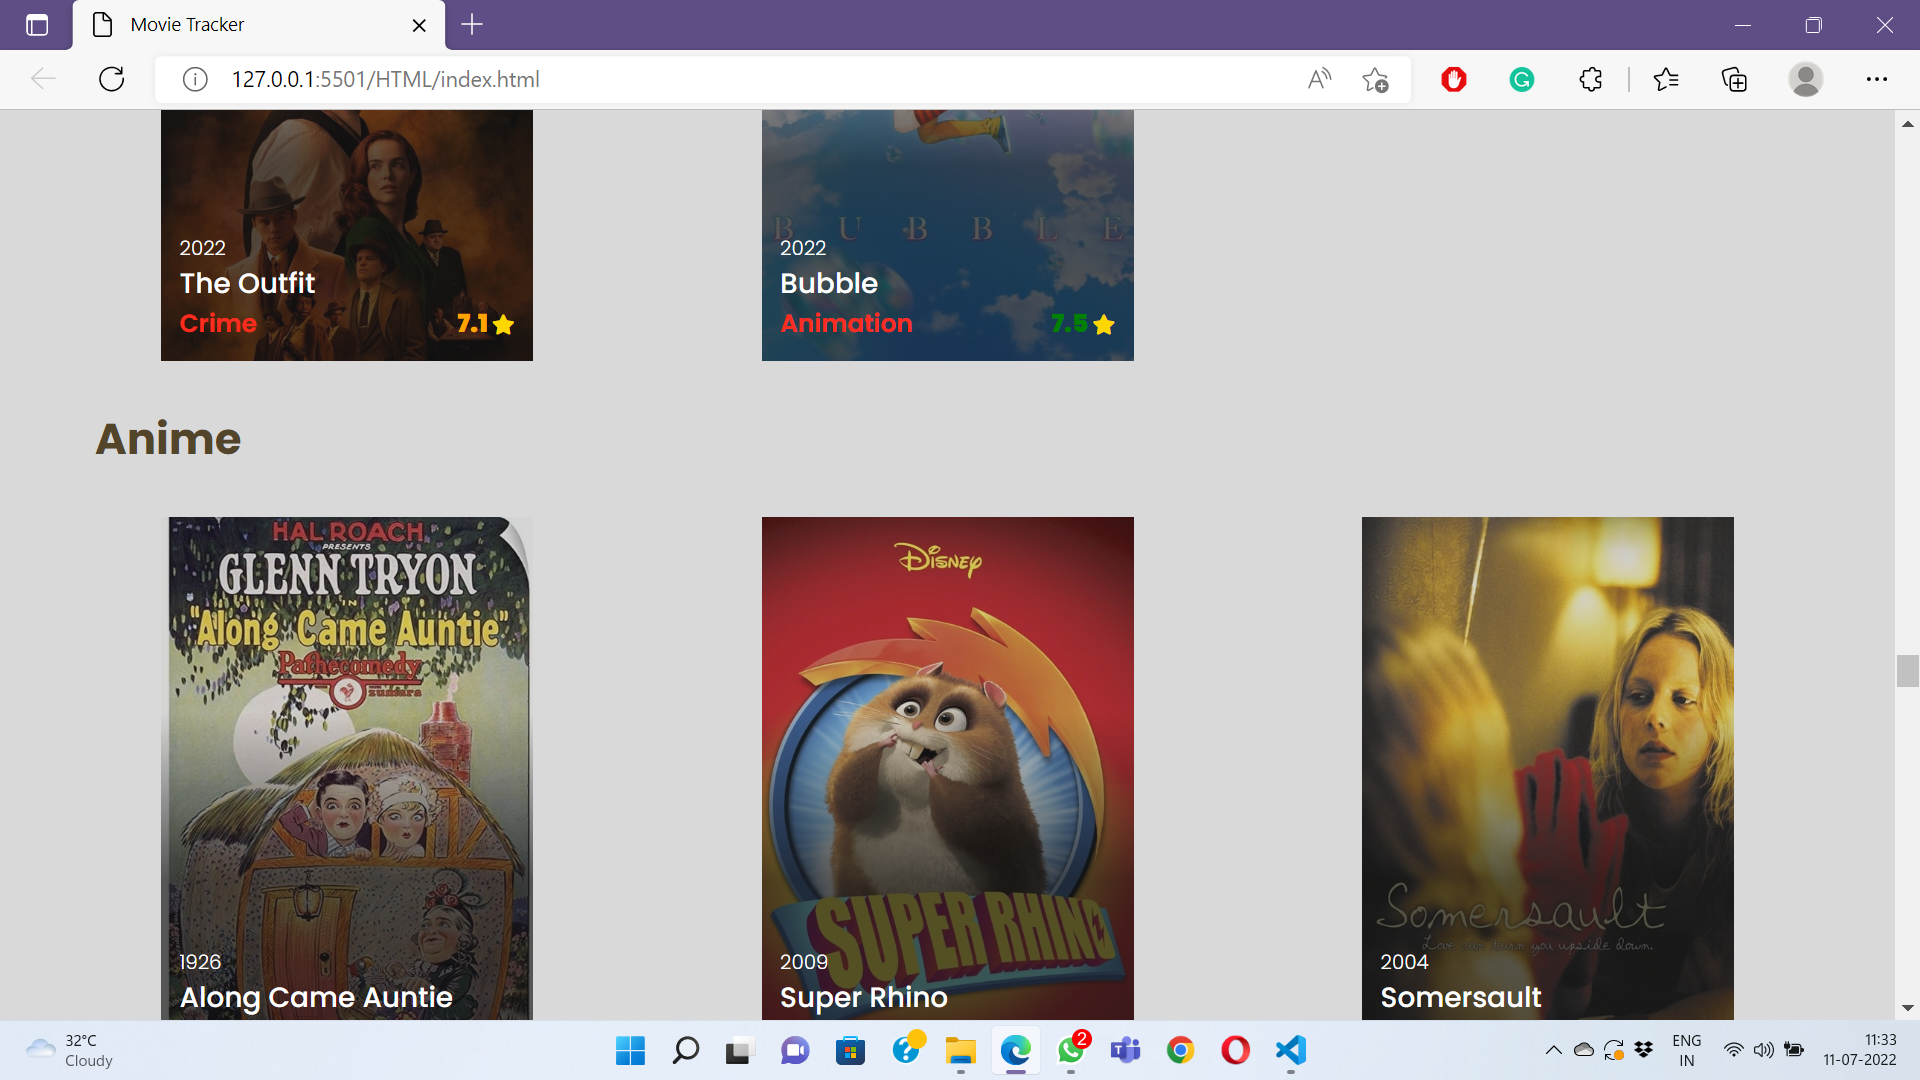 Movie Tracker
127.0.0.1:5501/HTML/index.html
BUBBLE
2022
The Outfit
Crime
7.1
2022
Bubble
Animation
7.5
Anime
HAL ROACH
PRESENTS
GLENN TRYON
IN
"Along Came Auntie"
Pathécomedy
1926
Along Came Auntie
Disney
SUPER RHINO
2009
Super Rhino
Somersault
Love can turn you upside down.
2004
Somersault
32°C
Cloudy
2
ENG
IN
11:33
11-07-2022